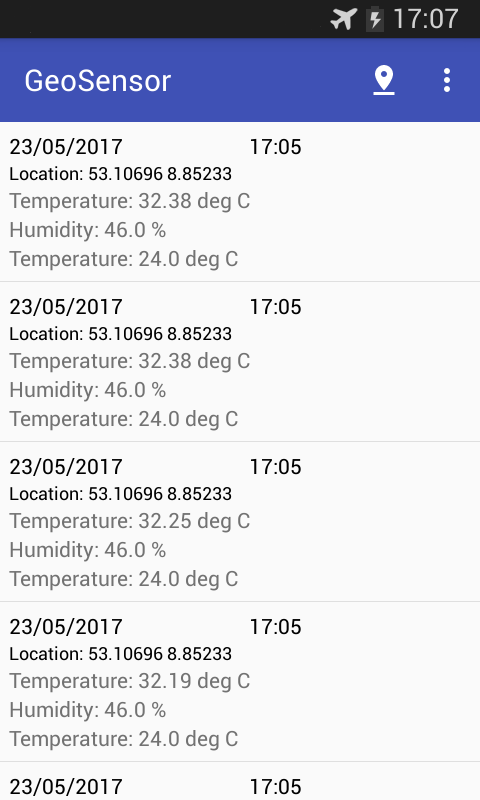 17:07
GeoSensor
23/05/2017 17:05
Location: 53.10696 8.85233
Temperature: 32.38 deg C
Humidity: 46.0 %
Temperature: 24.0 deg C
23/05/2017 17:05
Location: 53.10696 8.85233
Temperature: 32.38 deg C
Humidity: 46.0 %
Temperature: 24.0 deg C
23/05/2017 17:05
Location: 53.10696 8.85233
Temperature: 32.25 deg C
Humidity: 46.0 %
Temperature: 24.0 deg C
23/05/2017 17:05
Location: 53.10696 8.85233
Temperature: 32.19 deg C
Humidity: 46.0 %
Temperature: 24.0 deg C
23/05/2017 17:05